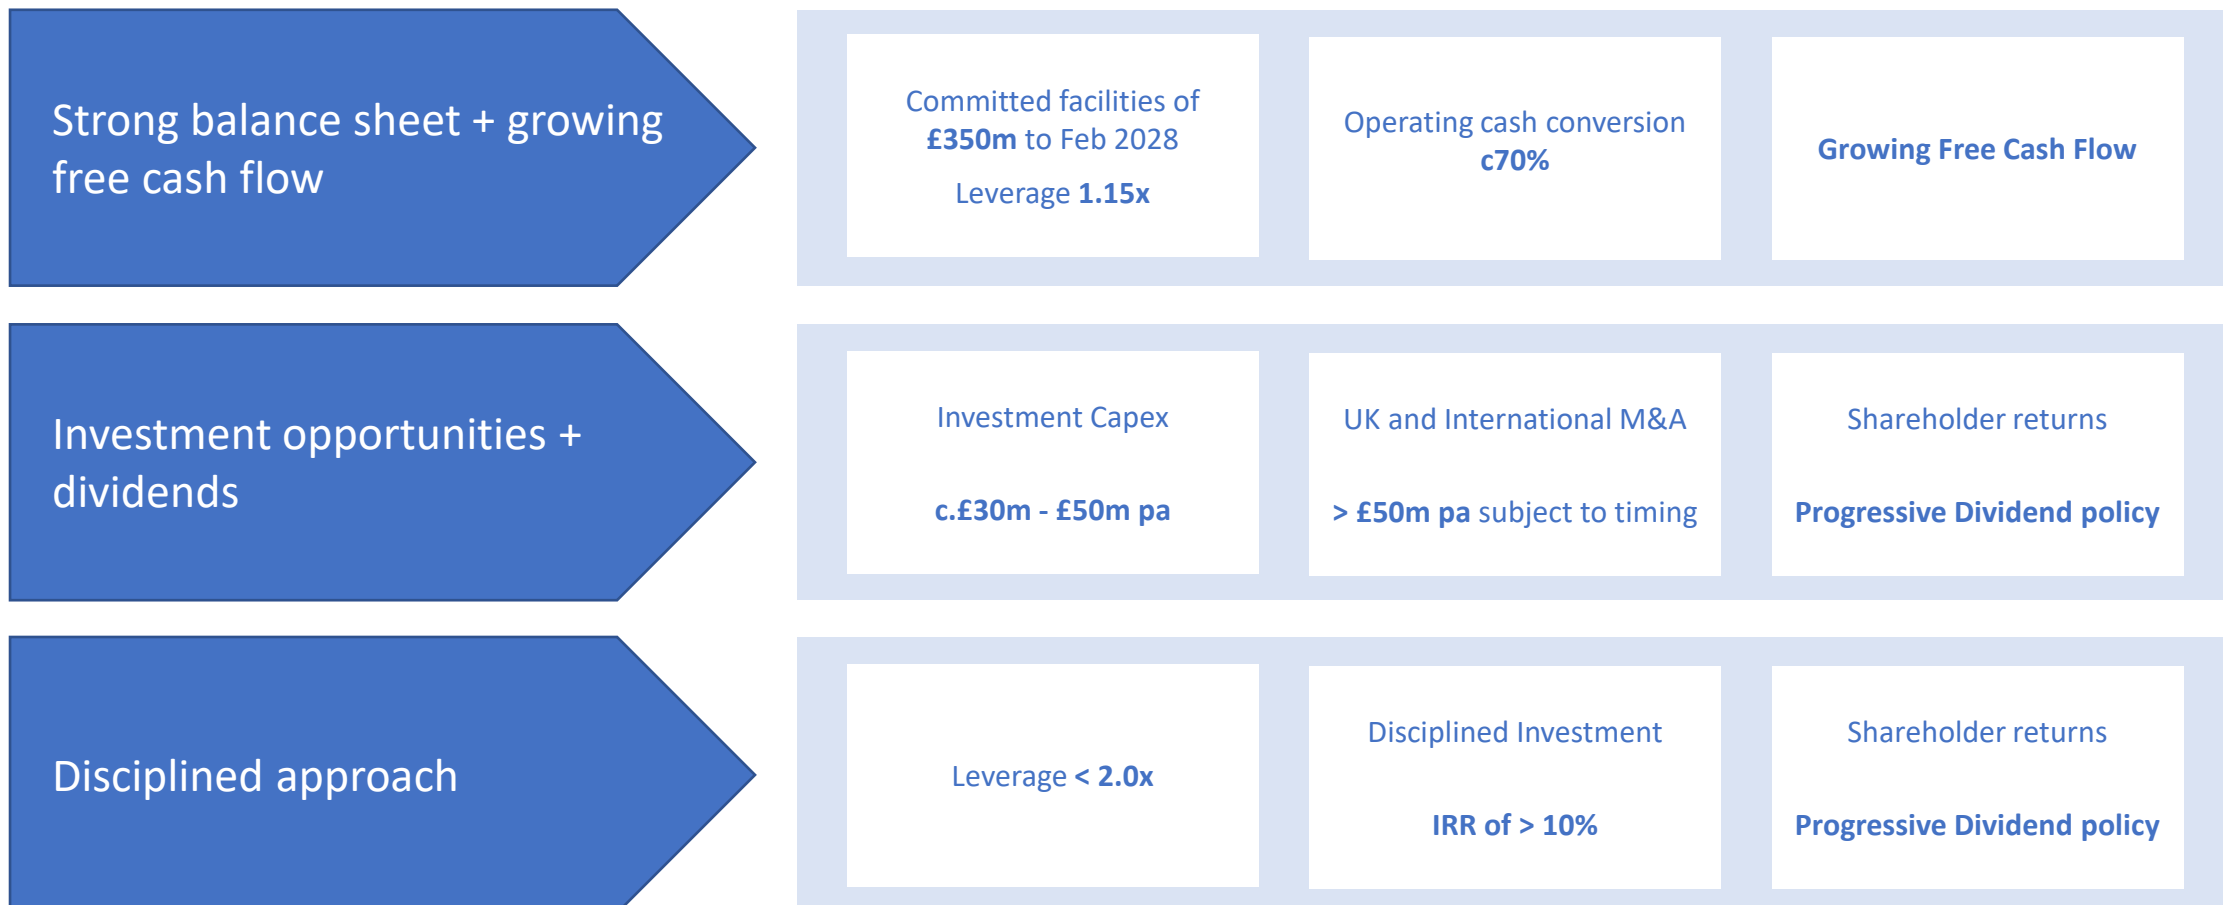 Strong balance sheet + growing
free cash flow
Committed facilities of
£350m to Feb 2028
Leverage 1.15x
Operating cash conversion
c70%
Growing Free Cash Flow
Investment opportunities +
dividends
Investment Capex
c.£30m - £50m pa
UK and International M&A
> £50m pa subject to timing
Shareholder returns
Progressive Dividend policy
Disciplined approach
Leverage < 2.0x
Disciplined Investment
IRR of > 10%
Shareholder returns
Progressive Dividend policy